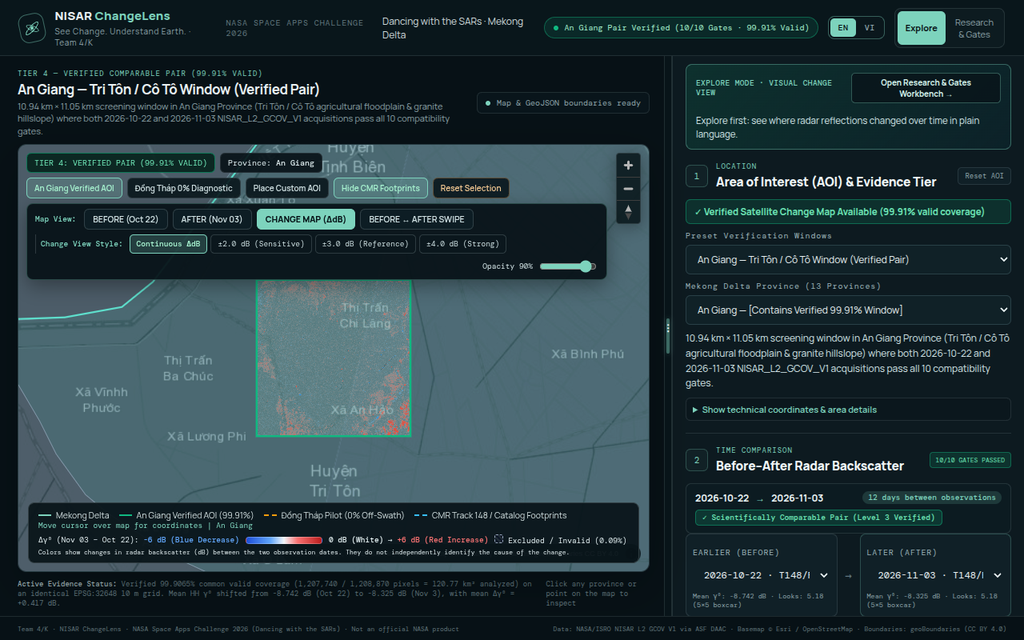 NISAR ChangeLens
See Change. Understand Earth. ·
Team 4/K
NASA SPACE APPS CHALLENGE
2026
Dancing with the SARs · Mekong
Delta
An Giang Pair Verified (10/10 Gates · 99.91% Valid)
EN
VI
Explore
Research
& Gates
TIER 4 — VERIFIED COMPARABLE PAIR (99.91% VALID)
An Giang — Tri Tôn / Cô Tô Window (Verified Pair)
10.94 km × 11.05 km screening window in An Giang Province (Tri Tôn / Cô Tô agricultural floodplain & granite
hillslope) where both 2026-10-22 and 2026-11-03 NISAR_L2_GCOV_V1 acquisitions pass all 10 compatibility
gates.
Map & GeoJSON boundaries ready
Huyện
Tịnh Biên
TIER 4: VERIFIED PAIR (99.91% VALID)
Province: An Giang
An Giang Verified AOI
Đồng Tháp 0% Diagnostic
Place Custom AOI
Hide CMR Footprints
Reset Selection
Map View:
BEFORE (Oct 22)
AFTER (Nov 03)
CHANGE MAP (ΔdB)
BEFORE ↔ AFTER SWIPE
Change View Style:
Continuous ΔdB
±2.0 dB (Sensitive)
±3.0 dB (Reference)
±4.0 dB (Strong)
Opacity 90%
+
−
Thị Trấn
Chi Lăng
Thị Trấn
Ba Chúc
Xã Bình Phú
Xã Vĩnhh
Phước
Xã An Hảo
Xã Lương Phi
Huyện
Tri Tôn
Mekong Delta
An Giang Verified AOI (99.91%)
Đồng Tháp Pilot (0% Off-Swath)
CMR Track 148 / Catalog Footprints
Move cursor over map for coordinates | An Giang
Δγ⁰ (Nov 03 − Oct 22):
-6 dB (Blue Decrease)
0 dB (White) → +6 dB (Red Increase)
Excluded / Invalid (0.09%)
Colors show changes in radar backscatter (dB) between the two observation dates. They do not independently identify the cause of the change.
Active Evidence Status: Verified 99.9065% common valid coverage (1,207,740 / 1,208,870 pixels = 120.77 km² analyzed) on
an identical EPSG:32648 10 m grid. Mean HH γ⁰ shifted from -8.742 dB (Oct 22) to -8.325 dB (Nov 3), with mean Δγ⁰ =
+0.417 dB.
Click any province or
point on the map to
inspect
EXPLORE MODE · VISUAL CHANGE
VIEW
Open Research & Gates
Workbench →
Explore first: see where radar reflections changed over time in plain
language.
1
LOCATION
Area of Interest (AOI) & Evidence Tier
Reset AOI
✓ Verified Satellite Change Map Available (99.91% valid coverage)
Preset Verification Windows
An Giang — Tri Tôn / Cô Tô Window (Verified Pair)
Mekong Delta Province (13 Provinces)
An Giang — [Contains Verified 99.91% Window]
10.94 km × 11.05 km screening window in An Giang Province (Tri Tôn / Cô Tô
agricultural floodplain & granite hillslope) where both 2026-10-22 and
2026-11-03 NISAR_L2_GCOV_V1 acquisitions pass all 10 compatibility
gates.
▶ Show technical coordinates & area details
2
TIME COMPARISON
Before–After Radar Backscatter
10/10 GATES PASSED
2026-10-22 → 2026-11-03
12 days between observations
✓ Scientifically Comparable Pair (Level 3 Verified)
EARLIER (BEFORE)
2026-10-22 · T148/
Mean γ⁰: -8.742 dB · Looks: 5.18
(5×5 boxcar)
→
LATER (AFTER)
2026-11-03 · T148/
Mean γ⁰: -8.325 dB · Looks: 5.18
(5×5 boxcar)
Team 4/K · NISAR ChangeLens · NASA Space Apps Challenge 2026 (Dancing with the SARs) · Not an official NASA product
Data: NASA/ISRO NISAR L2 GCOV V1 via ASF DAAC · Basemap © Esri / OpenStreetMap · Boundaries: geoBoundaries (CC BY 4.0)